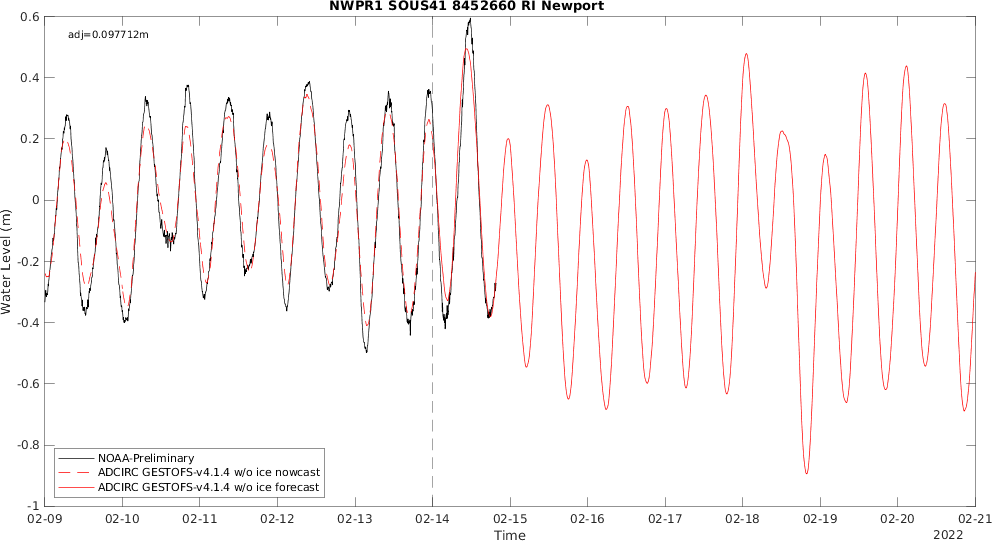 NWPR1 SOUS41 8452660 RI Newport
adj=0.097712m
0.6
0.4
0.2
0
-0.2
-0.4
-0.6
-0.8
-1
Water Level (m)
NOAA-Preliminary
ADCIRC GESTOFS-v4.1.4 w/o ice nowcast
ADCIRC GESTOFS-v4.1.4 w/o ice forecast
02-09 02-10 02-11 02-12 02-13 02-14 02-15 02-16 02-17 02-18 02-19 02-20 02-21
Time
2022